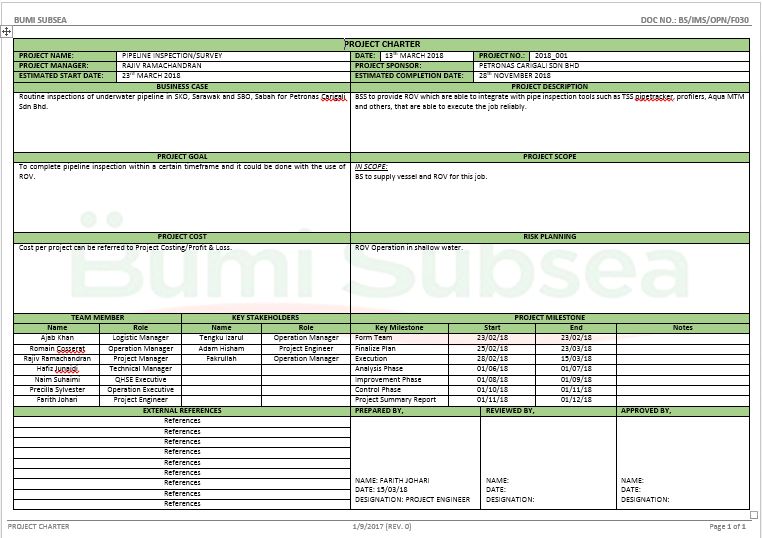 BUMI SUBSEA DOC NO.: BS/IMS/OPN/F030
PROJECT CHARTER
PROJECT NAME: PIPELINE INSPECTION/SURVEY DATE: 13th MARCH 2018 PROJECT NO.: 2018_001
PROJECT MANAGER: RAJIV RAMACHANDRAN PROJECT SPONSOR: PETRONAS CARIGALI SDN BHD
ESTIMATED START DATE: 23rd MARCH 2018 ESTIMATED COMPLETION DATE: 28th NOVEMBER 2018
BUSINESS CASE PROJECT DESCRIPTION
Routine inspections of underwater pipeline in SKO, Sarawak and SBO, Sabah for Petronas Carigali
Sdn Bhd.
BSS to provide ROV which are able to integrate with pipe inspection tools such as TSS pipetracker, profilers, Aqua MTM
and others, that are able to execute the job reliably.
PROJECT GOAL PROJECT SCOPE
To complete pipeline inspection within a certain timeframe and it could be done with the use of
ROV.
IN SCOPE:
BS to supply vessel and ROV for this job.
PROJECT COST RISK PLANNING
Cost per project can be referred to Project Costing/Profit & Loss. ROV Operation in shallow water.
Bumi Subsea
TEAM MEMBER KEY STAKEHOLDERS PROJECT MILESTONE
Name Role Name Role Key Milestone Start End Notes
Ajab Khan Logistic Manager Tengku Izarul Operation Manager Form Team 23/02/18 23/02/18
Romain Cosserat Operation Manager Adam Hisham Project Engineer Finalize Plan 25/02/18 23/03/18
Rajiv Ramachandran Project Manager Fakrullah Operation Manager Execution 28/02/18 15/03/18
Hafiz Junaidi Technical Manager Analysis Phase 01/06/18 01/07/18
Naim Suhaimi QHSE Executive Improvement Phase 01/08/18 01/09/18
Precilla Sylvester Operation Executive Control Phase 01/10/18 01/11/18
Farith Johari Project Engineer Project Summary Report 01/11/18 01/12/18
EXTERNAL REFERENCES PREPARED BY, REVIEWED BY, APPROVED BY,
References
References
References
References
References
References
References
References
References
NAME: FARITH JOHARI NAME: NAME:
DATE: 15/03/18 DATE: DATE:
DESIGNATION: PROJECT ENGINEER DESIGNATION: DESIGNATION:
PROJECT CHARTER 1/9/2017 (REV. 0) Page 1 of 1